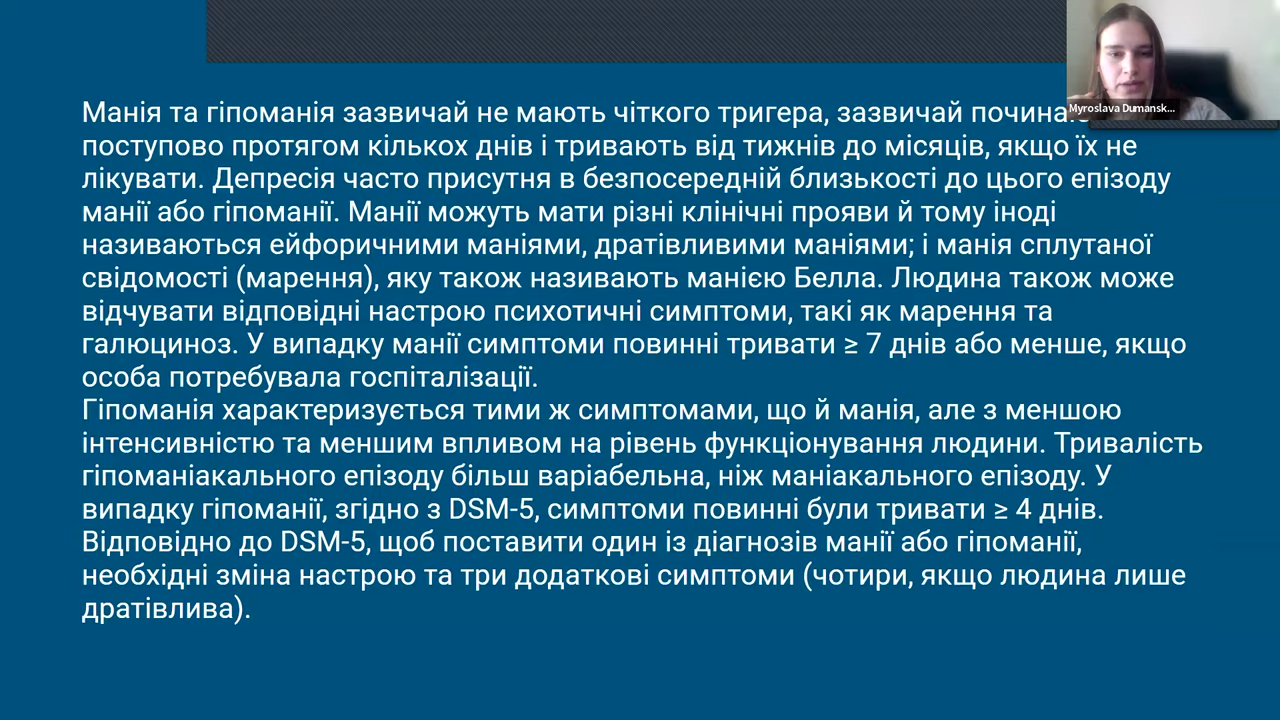 Myroslava Dumansk...
Манія та гіпоманія зазвичай не мають чіткого тригера, зазвичай
поступово протягом кількох днів і тривають від тижнів до місяців, якщо їх не
лікувати. Депресія часто присутня в безпосередній близькості до цього епізоду
манії або гіпоманії. Манії можуть мати різні клінічні прояви й тому іноді
називаються ейфоричними маніями, дратівливими маніями; і манія сплутаної
свідомості (марення), яку також називають манією Белла. Людина також може
відчувати відповідні настрою психотичні симптоми, такі як марення та
галюциноз. У випадку манії симптоми повинні тривати ≥ 7 днів або менше, якщо
особа потребувала госпіталізації.
Гіпоманія характеризується тими ж симптомами, що й манія, але з меншою
інтенсивністю та меншим впливом на рівень функціонування людини. Тривалість
гіпоманіакального епізоду більш варіабельна, ніж маніакального епізоду. У
випадку гіпоманії, згідно з DSM-5, симптоми повинні були тривати ≥ 4 днів.
Відповідно до DSM-5, щоб поставити один із діагнозів манії або гіпоманії,
необхідні зміна настрою та три додаткові симптоми (чотири, якщо людина лише
дратівлива).